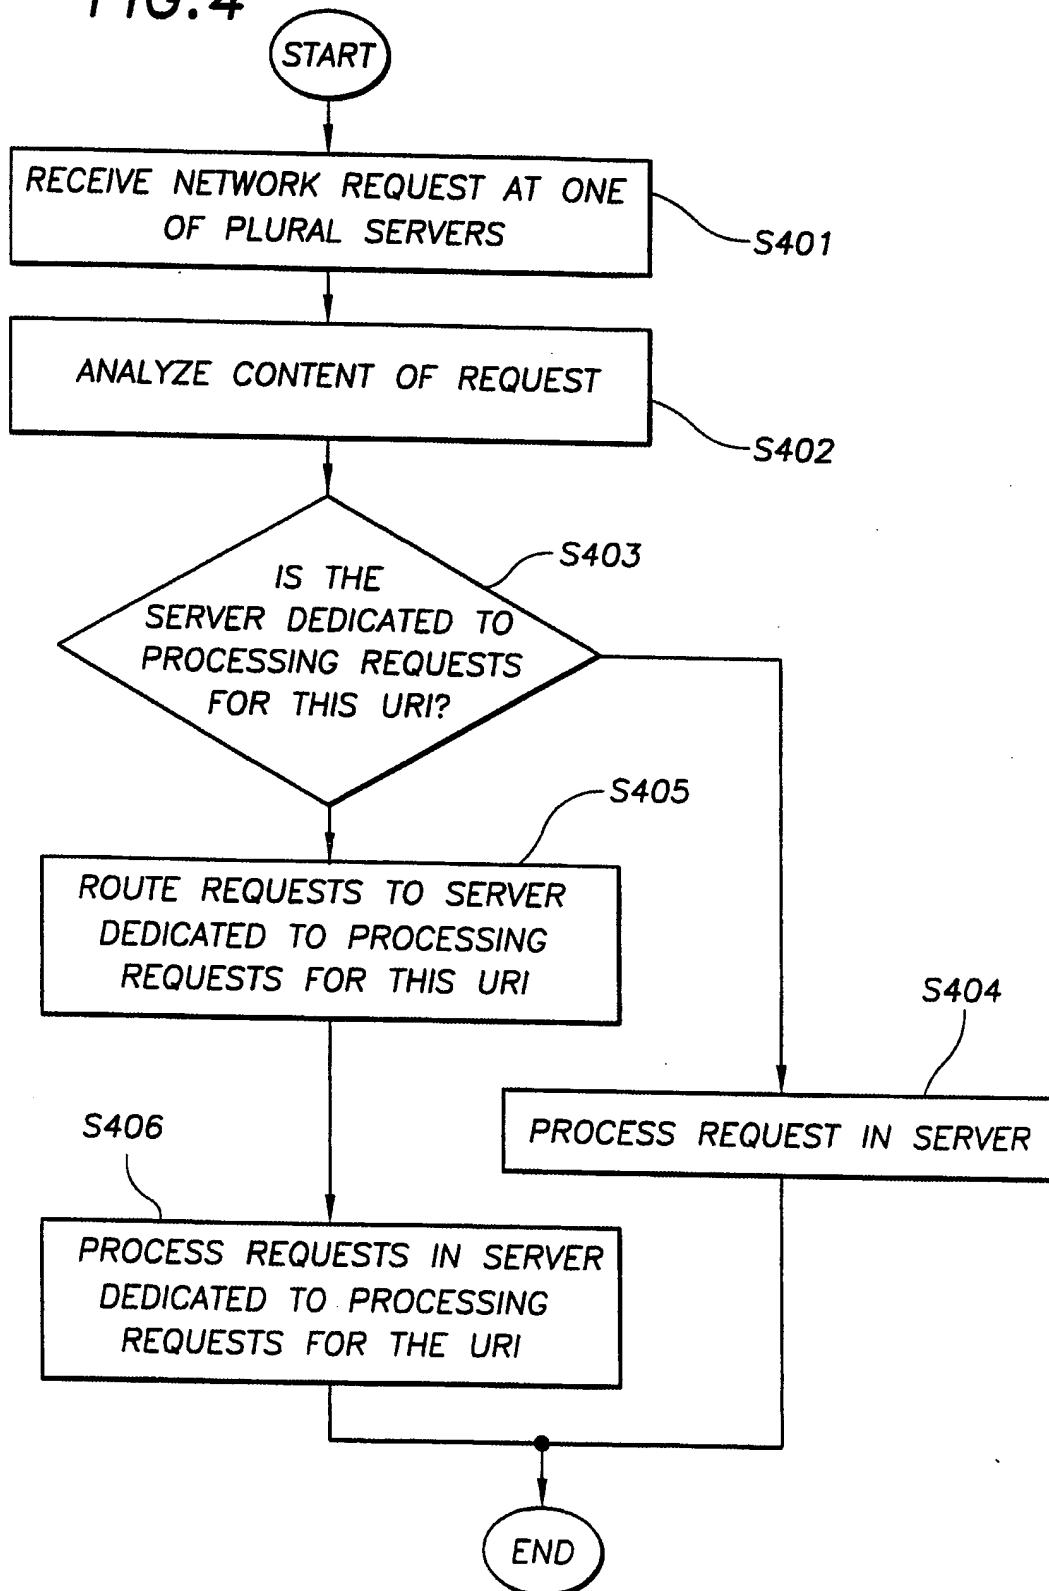 FIG.4
START
RECEIVE NETWORK REQUEST AT ONE
OF PLURAL SERVERS
S401
ANALYZE CONTENT OF REQUEST
S402
S403
IS THE
SERVER DEDICATED TO
PROCESSING REQUESTS
FOR THIS URI?
S405
ROUTE REQUESTS TO SERVER
DEDICATED TO PROCESSING
REQUESTS FOR THIS URI
S404
PROCESS REQUEST IN SERVER
S406
PROCESS REQUESTS IN SERVER
DEDICATED TO PROCESSING
REQUESTS FOR THE URI
END